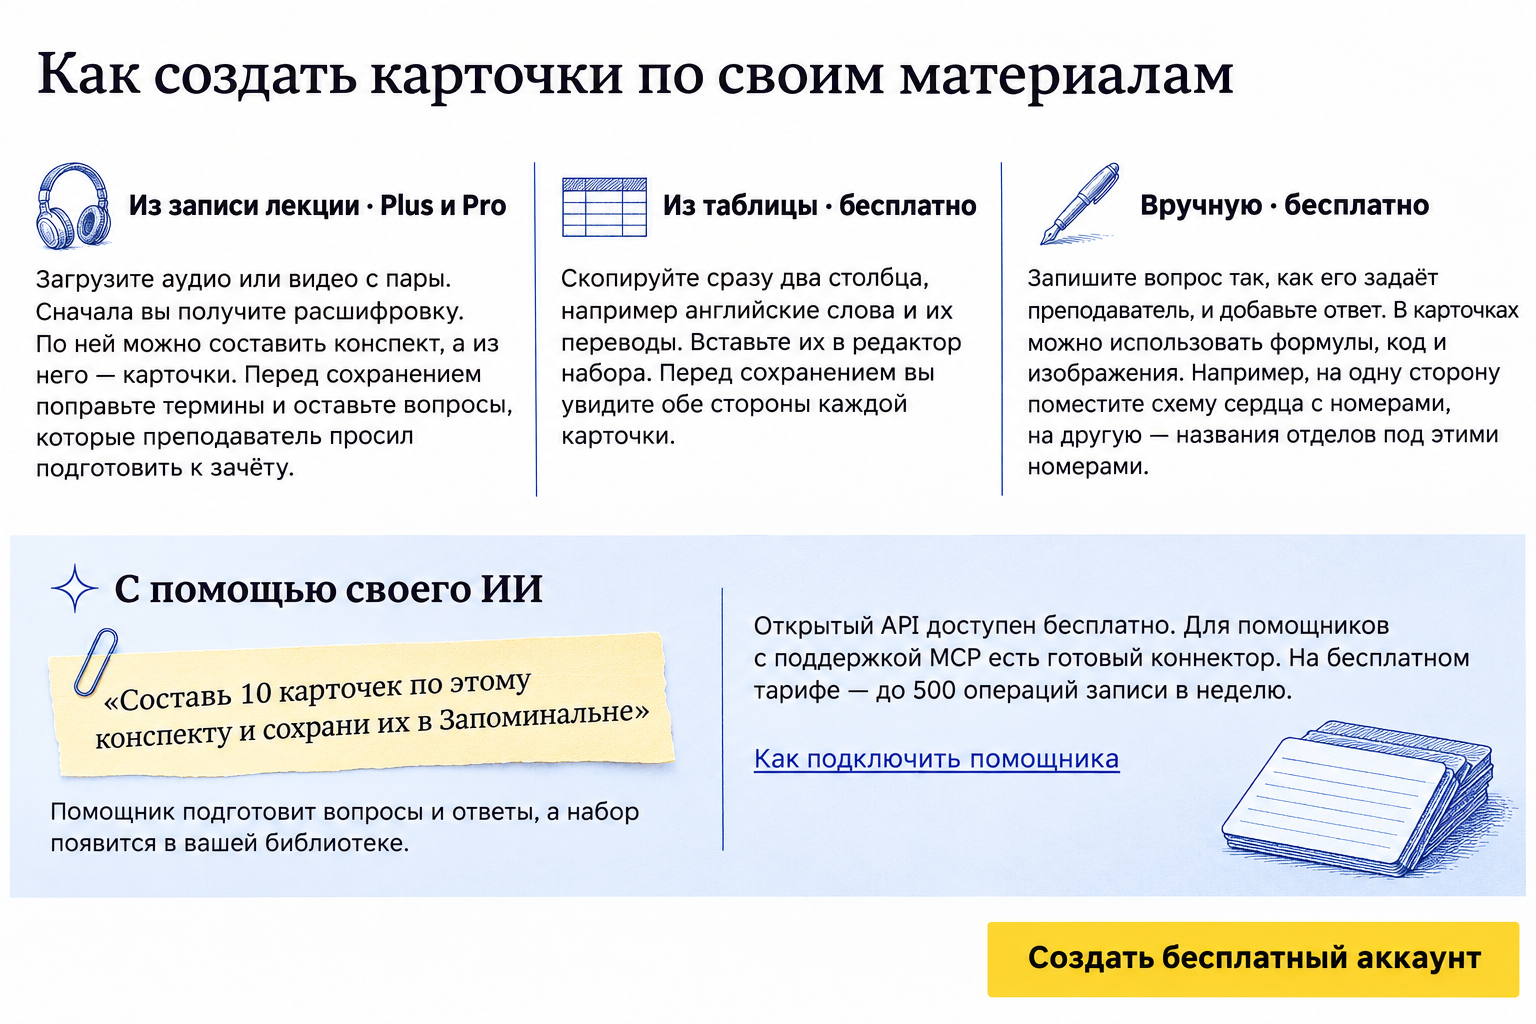 Как создать карточки по своим материалам
Из записи лекции · Plus и Pro
Загрузите аудио или видео с пары.
Сначала вы получите расшифровку.
По ней можно составить конспект, а из
него — карточки. Перед сохранением
поправьте термины и оставьте вопросы,
которые преподаватель просил
подготовить к зачёту.
Из таблицы · бесплатно
Скопируйте сразу два столбца,
например английские слова и их
переводы. Вставьте их в редактор
набора. Перед сохранением вы
увидите обе стороны каждой
карточки.
Вручную · бесплатно
Запишите вопрос так, как его задаёт
преподаватель, и добавьте ответ. В карточках
можно использовать формулы, код и
изображения. Например, на одну сторону
поместите схему сердца с номерами,
на другую — названия отделов под этими
номерами.
С помощью своего ИИ
«Составь 10 карточек по этому
конспекту и сохрани их в Запоминальне»
Помощник подготовит вопросы и ответы, а набор
появится в вашей библиотеке.
Открытый API доступен бесплатно. Для помощников
с поддержкой MCP есть готовый коннектор. На бесплатном
тарифе — до 500 операций записи в неделю.
Как подключить помощника
Создать бесплатный аккаунт